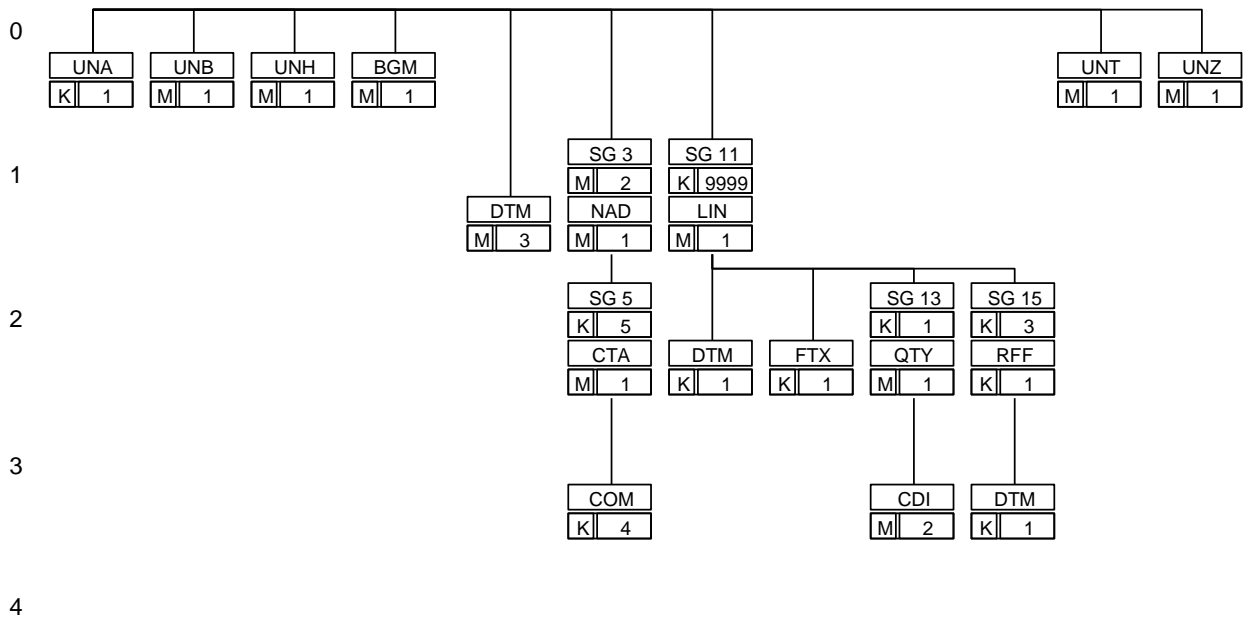 0
UNA UNB UNH BGM UNT UNZ
K 1 M 1 M 1 M 1 M 1 M 1
SG 3 SG 11
1
M 2 K 9999
DTM NAD LIN
M 3 M 1 M 1
SG 5 SG 13 SG 15
2
K 5 K 1 K 3
CTA DTM FTX QTY RFF
M 1 K 1 K 1 M 1 K 1
3
COM CDI DTM
K 4 M 2 K 1
4